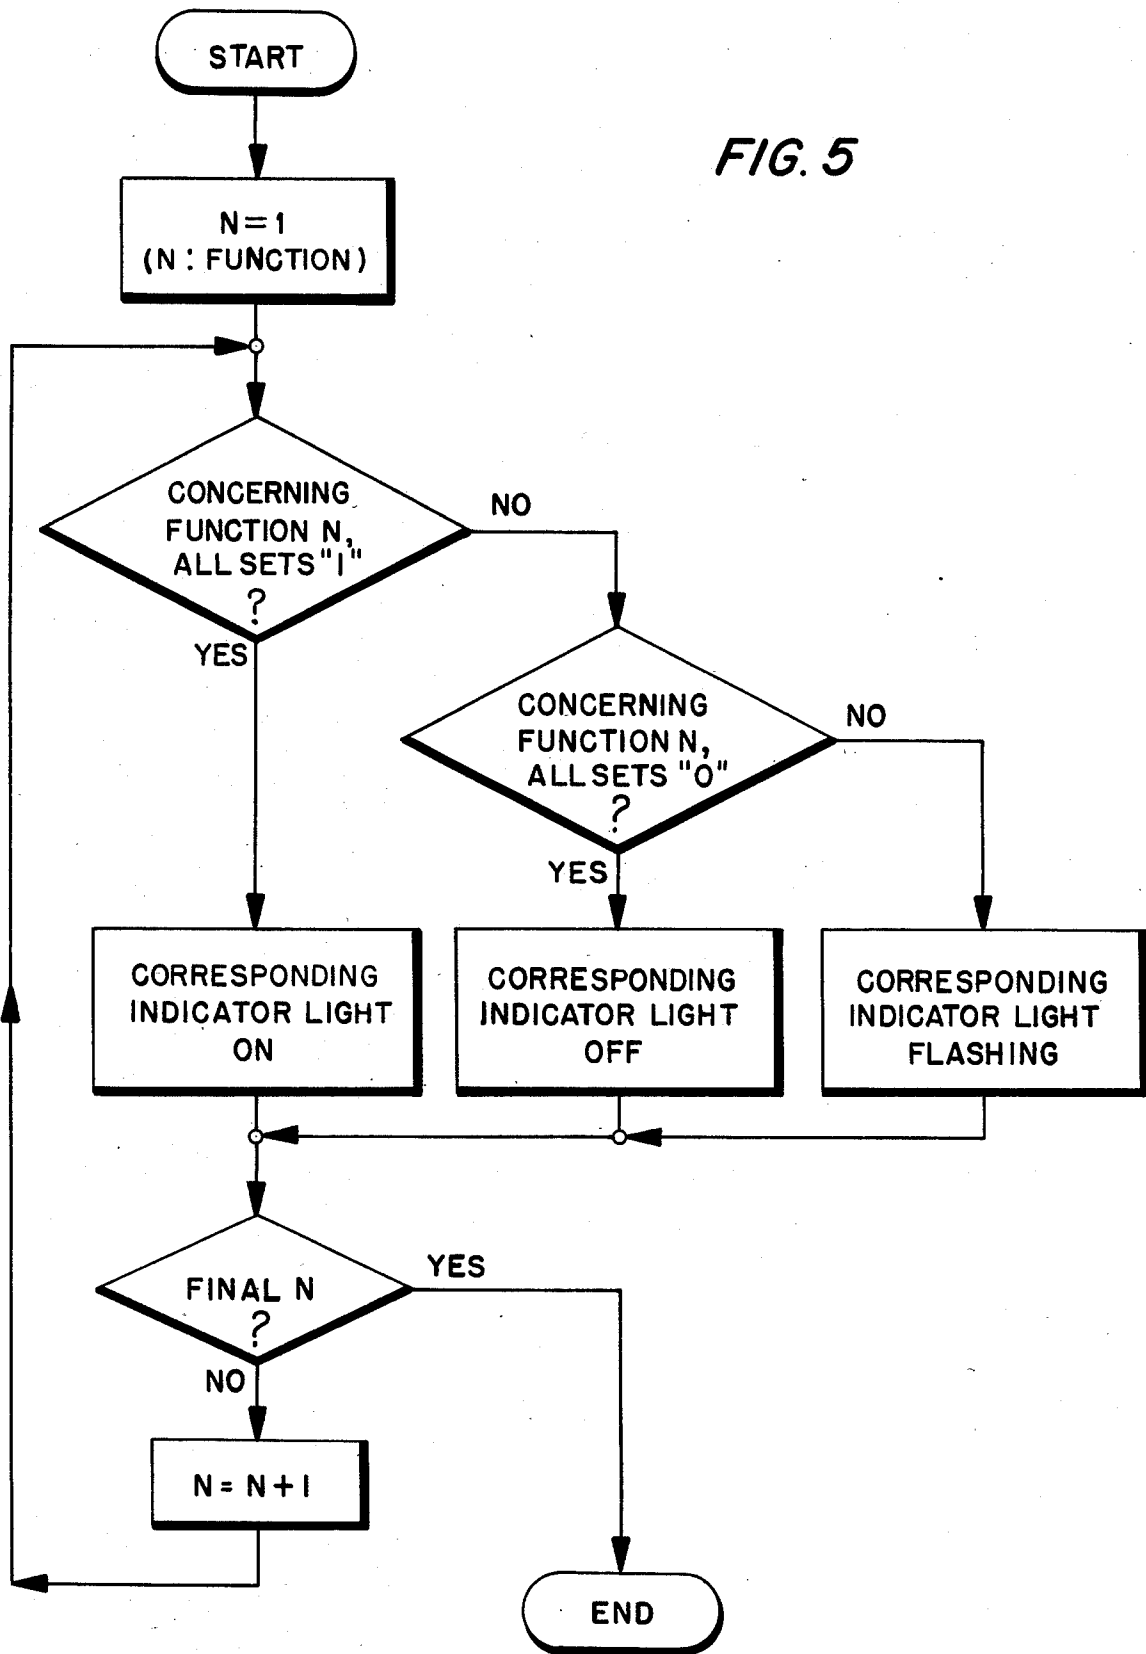 START
FIG. 5
N=1
(N: FUNCTION)
CONCERNING
FUNCTION N,
ALL SETS "1"
?
NO
YES
CONCERNING
FUNCTION N,
ALL SETS "0"
?
NO
YES
CORRESPONDING
INDICATOR LIGHT
ON
CORRESPONDING
INDICATOR LIGHT
OFF
CORRESPONDING
INDICATOR LIGHT
FLASHING
FINAL N
?
YES
NO
N = N + 1
END